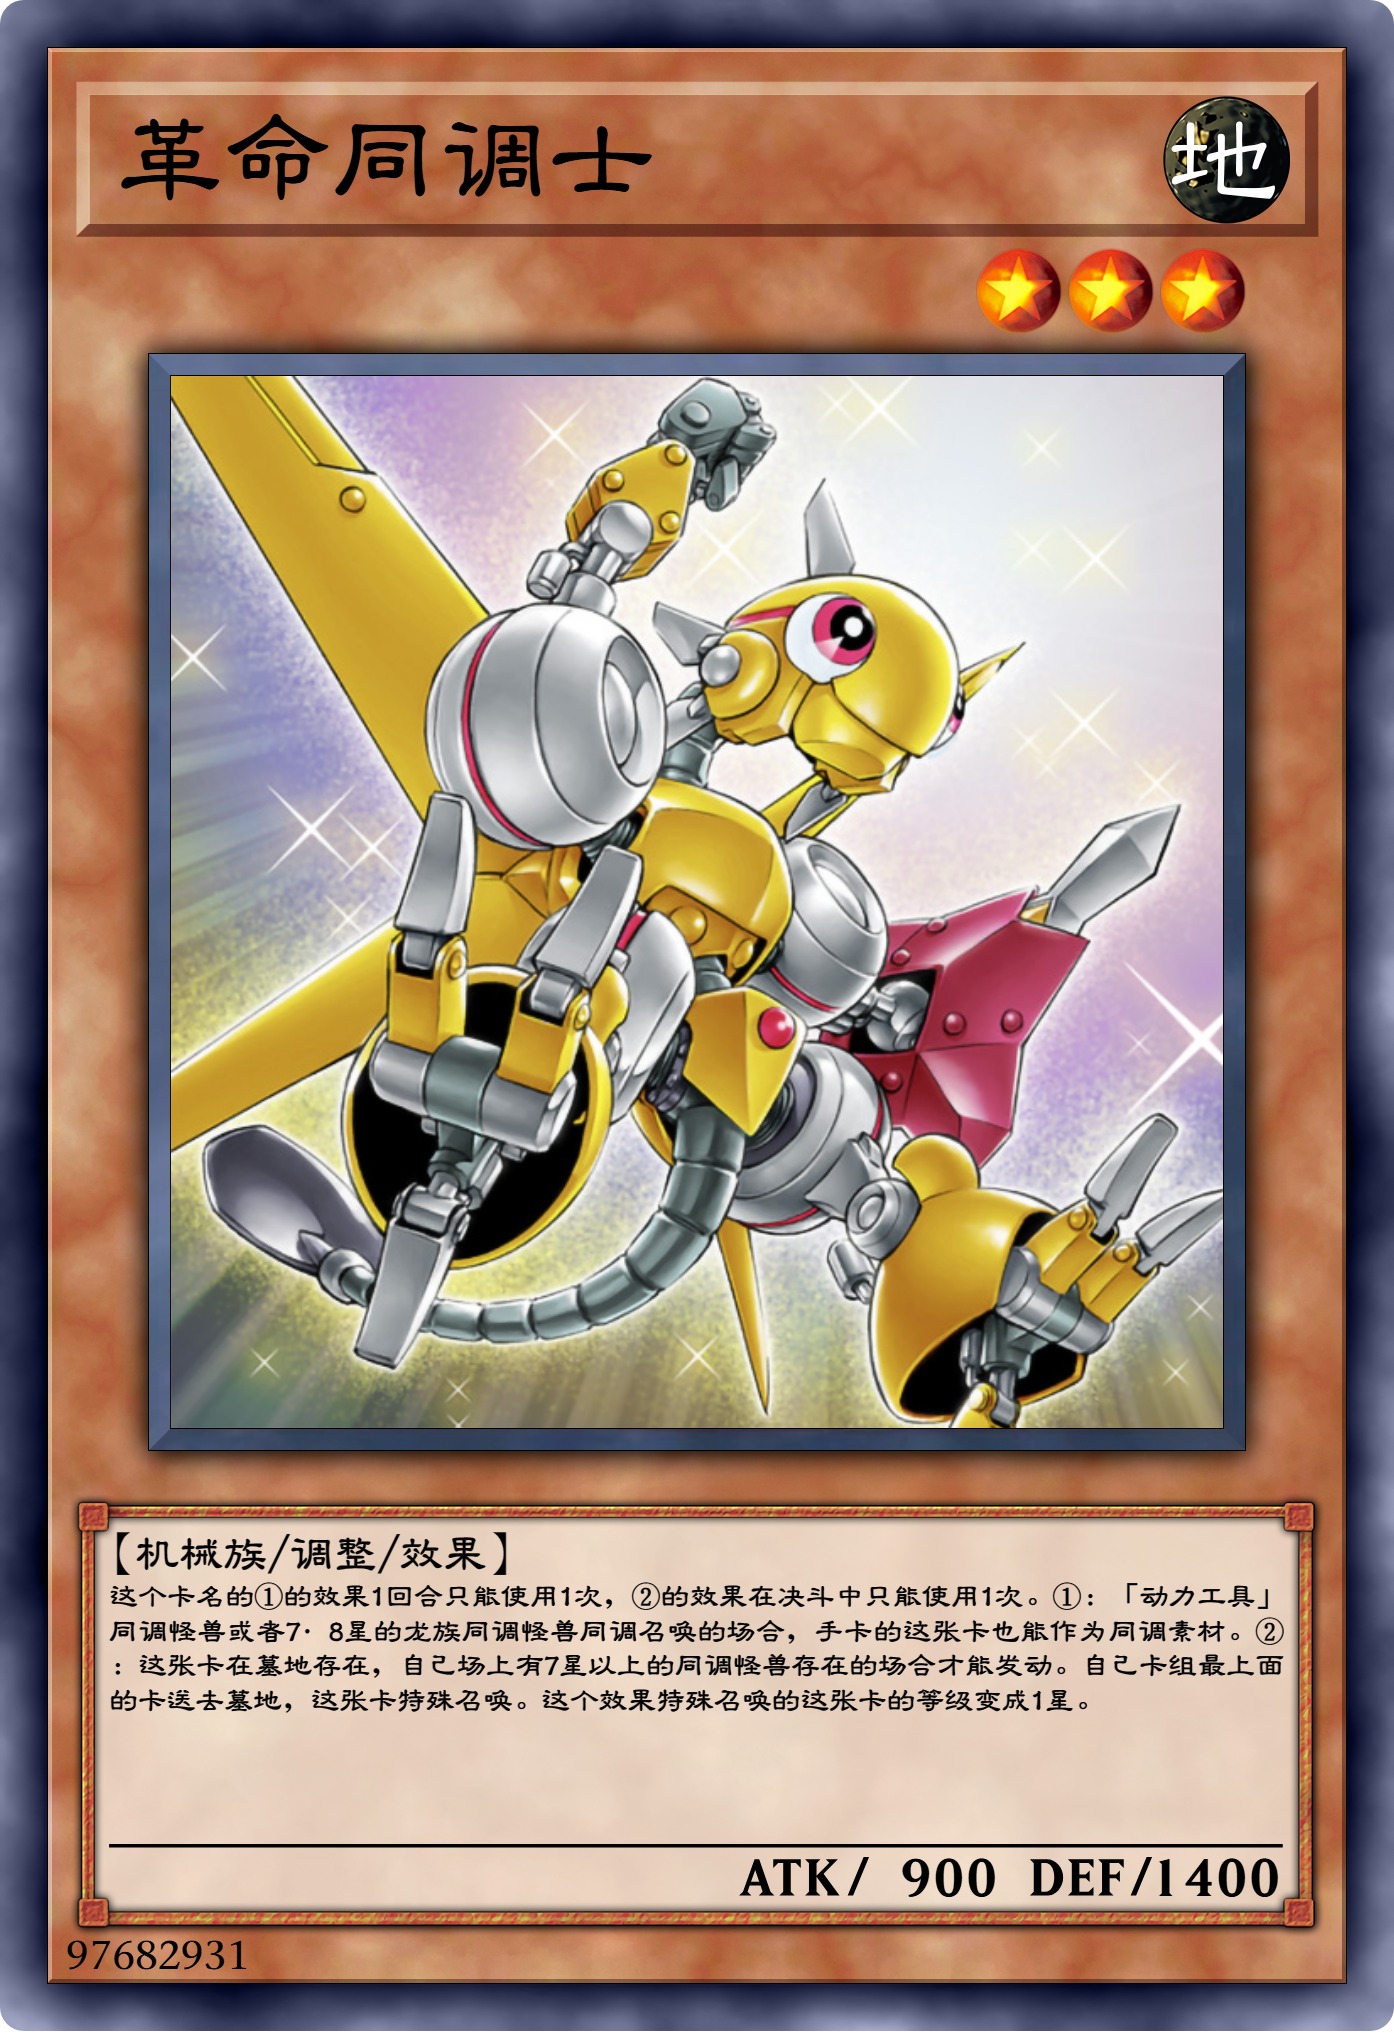 革命同调士
地
【机械族/调整/效果】
这个卡名的①的效果1回合只能使用1次，②的效果在决斗中只能使用1次。①：「动力工具」
同调怪兽或者7·8星的龙族同调怪兽同调召唤的场合，手卡的这张卡也能作为同调素材。②
：这张卡在墓地存在，自己场上有7星以上的同调怪兽存在的场合才能发动。自己卡组最上面
的卡送去墓地，这张卡特殊召唤。这个效果特殊召唤的这张卡的等级变成1星。
ATK/ 900 DEF/1400
97682931